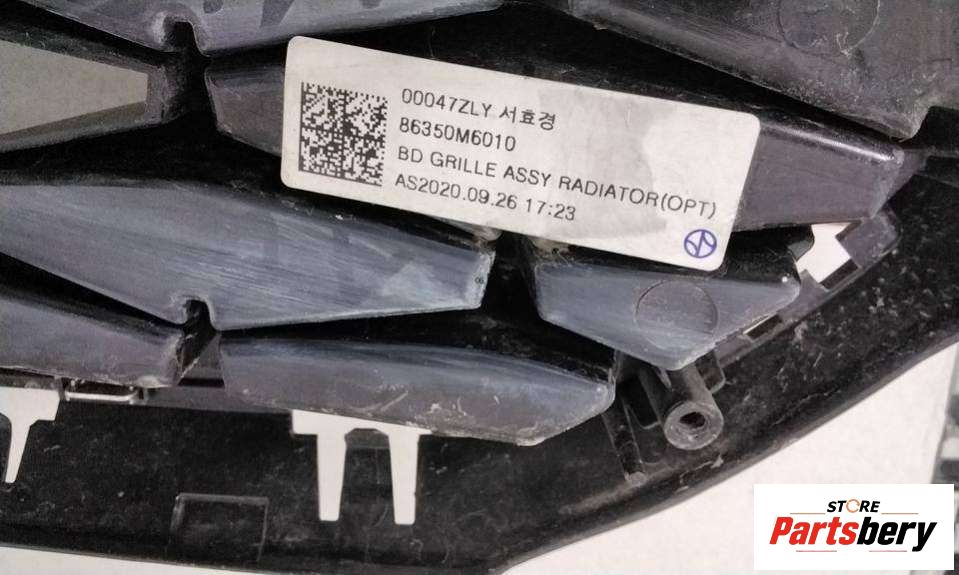 00047ZLY 서효경
86350M6010
BD GRILLE ASSY RADIATOR(OPT)
AS2020.09.26 17:23
STORE
Partsbery